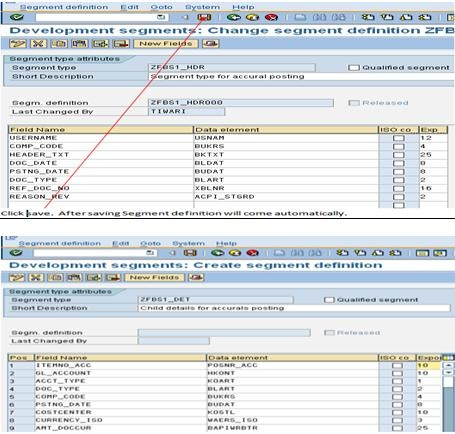 Segment definition Edit Goto System Help
Development segments: Change segment definition ZFB
New Fields
Segment type attributes
Segment type ZFBS1_HDR Qualified segment
Short Description Segment type for accural posting
Segm. definition ZFBS1_HDR000 Released
Last Changed By TIWARI
Field Name Data element ISO co Exp
USERNAME USNAM 12
COMP_CODE BUKRS 4
HEADER_TXT BKTXT 25
DOC_DATE BLDAT 8
PSTNG_DATE BUDAT 8
DOC_TYPE BLART 2
REF_DOC_NO XBLNR 16
REASON_REV ACPI_STGRD 2
Click save. After saving Segment definition will come automatically.
Segment definition Edit Goto System Help
Development segments: Create segment definition
New Fields
Segment type attributes
Segment type ZFBS1_DET Qualified segment
Short Description Child details for accurals posting
Segm. definition Released
Last Changed By
Pos Field Name Data element ISO co Expor
1 ITEMNO_ACC POSNR_ACC 10
2 GL_ACCOUNT HKONT 10
3 ACCT_TYPE KOART 1
4 DOC_TYPE BLART 2
5 COMP_CODE BUKRS 4
6 PSTNG_DATE BUDAT 8
7 COSTCENTER KOSTL 10
8 CURRENCY_ISO WAERS_ISO 3
9 AMT_DOCCUR BAPIWRBTR 25